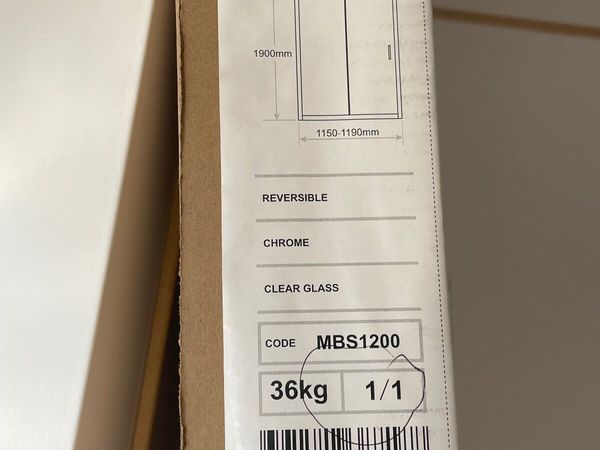 1900mm
1150-1190mm
REVERSIBLE
CHROME
CLEAR GLASS
CODE MBS1200
36kg 1/1